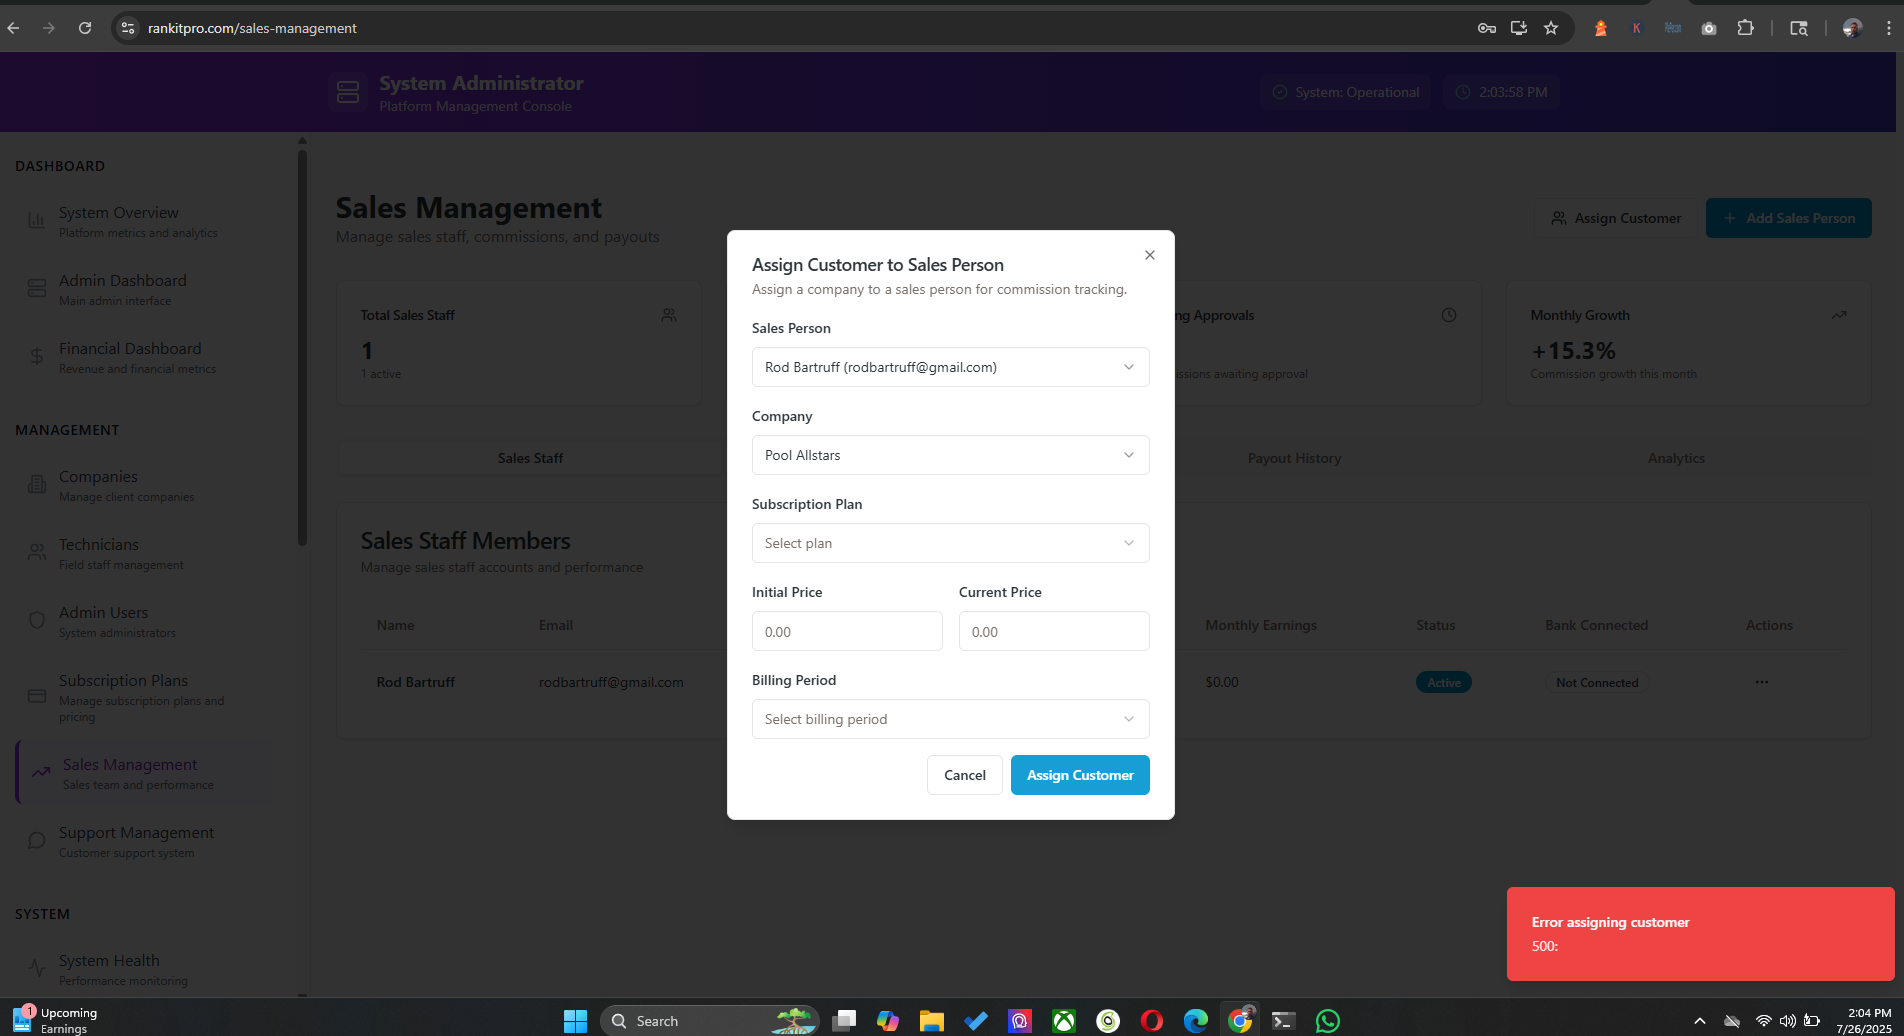 rankitpro.com/sales-management
K
System Administrator
Platform Management Console
System: Operational
2:03:58 PM
DASHBOARD
System Overview
Platform metrics and analytics
Admin Dashboard
Main admin interface
Financial Dashboard
Revenue and financial metrics
MANAGEMENT
Companies
Manage client companies
Technicians
Field staff management
Admin Users
System administrators
Subscription Plans
Manage subscription plans and
pricing
Sales Management
Sales team and performance
Support Management
Customer support system
SYSTEM
System Health
Performance monitoring
Sales Management
Manage sales staff, commissions, and payouts
Assign Customer
Add Sales Person
Total Sales Staff
1
1 active
ng Approvals
ssions awaiting approval
Monthly Growth
+15.3%
Commission growth this month
Sales Staff
Payout History
Analytics
Sales Staff Members
Manage sales staff accounts and performance
Name Email Monthly Earnings Status Bank Connected Actions
Rod Bartruff rodbartruff@gmail.com $0.00 Active Not Connected
Assign Customer to Sales Person
Assign a company to a sales person for commission tracking.
Sales Person
Rod Bartruff (rodbartruff@gmail.com)
Company
Pool Allstars
Subscription Plan
Select plan
Initial Price Current Price
0.00 0.00
Billing Period
Select billing period
Cancel Assign Customer
Error assigning customer
500:
1
Upcoming
Earnings
Search
2:04 PM
7/26/2025